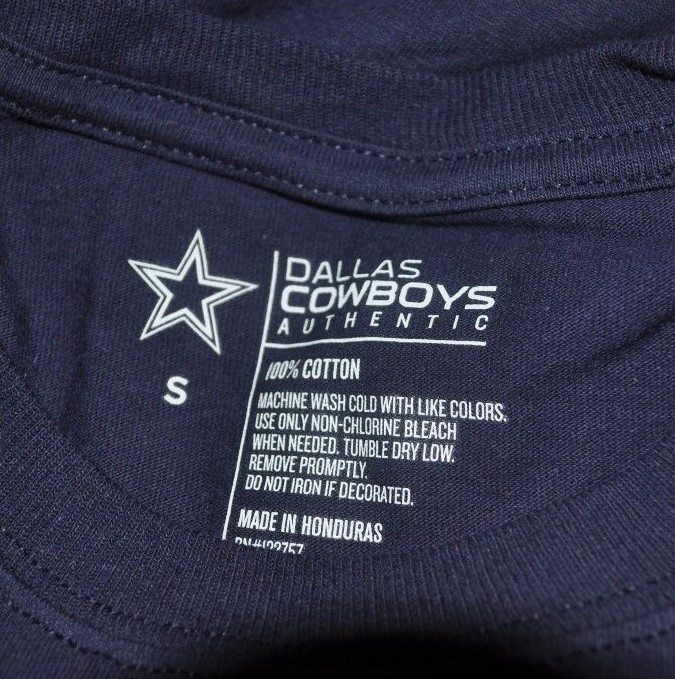 DALLAS
COWBOYS
AUTHENTIC
S
100% COTTON
MACHINE WASH COLD WITH LIKE COLORS.
USE ONLY NON-CHLORINE BLEACH
WHEN NEEDED. TUMBLE DRY LOW.
REMOVE PROMPTLY.
DO NOT IRON IF DECORATED.
MADE IN HONDURAS